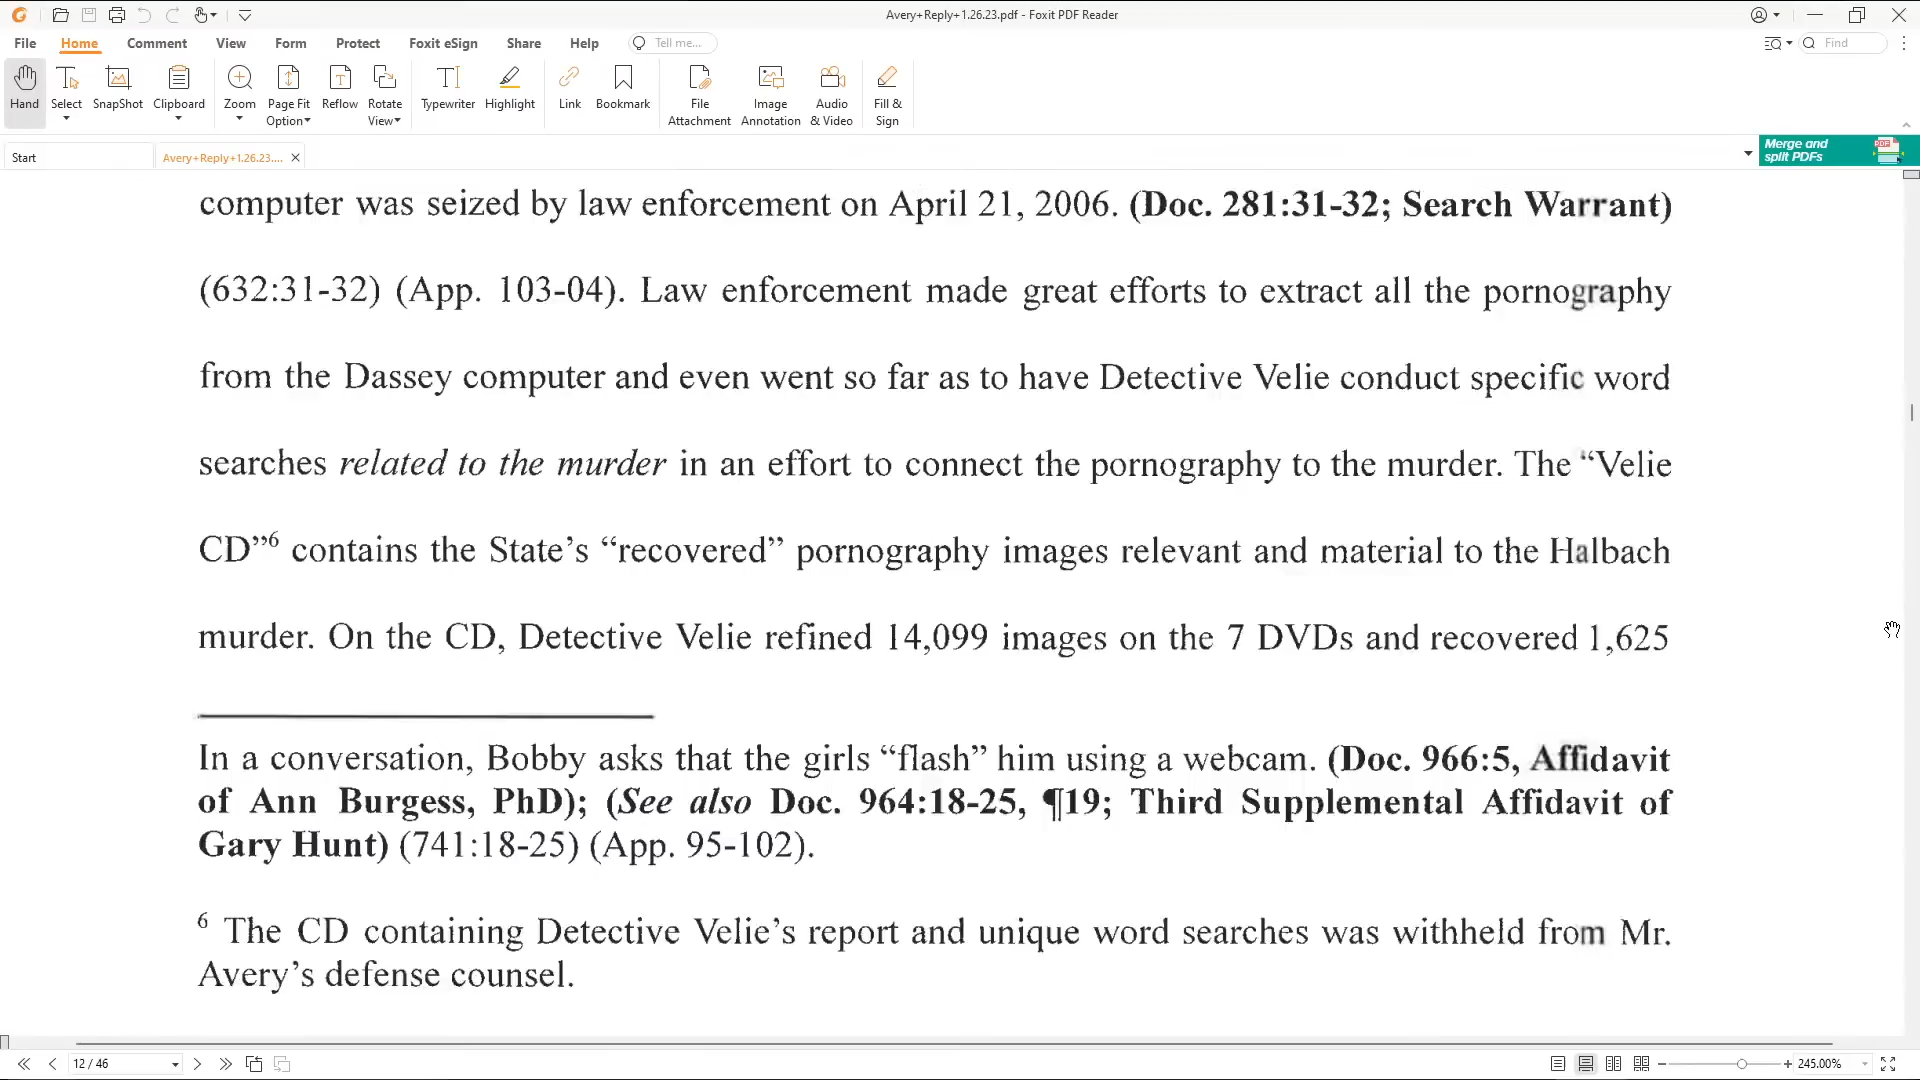 Avery+Reply+1.26.23.pdf - Foxit PDF Reader
File Home Comment View Form Protect Foxit eSign Share Help Tell me... Find
Hand Select SnapShot Clipboard Zoom Page Fit Option Reflow Rotate View Typewriter Highlight Link Bookmark File Attachment Image Annotation Audio & Video Fill & Sign
Start Avery+Reply+1.26.23....
Merge and
split PDFs
computer was seized by law enforcement on April 21, 2006. (Doc. 281:31-32; Search Warrant)
(632:31-32) (App. 103-04). Law enforcement made great efforts to extract all the pornography
from the Dassey computer and even went so far as to have Detective Velie conduct specific word
searches related to the murder in an effort to connect the pornography to the murder. The “Velie
CD”6 contains the State’s “recovered” pornography images relevant and material to the Halbach
murder. On the CD, Detective Velie refined 14,099 images on the 7 DVDs and recovered 1,625
In a conversation, Bobby asks that the girls “flash” him using a webcam. (Doc. 966:5, Affidavit
of Ann Burgess, PhD); (See also Doc. 964:18-25, ¶19; Third Supplemental Affidavit of
Gary Hunt) (741:18-25) (App. 95-102).
6 The CD containing Detective Velie’s report and unique word searches was withheld from Mr.
Avery’s defense counsel.
12 / 46
245.00%